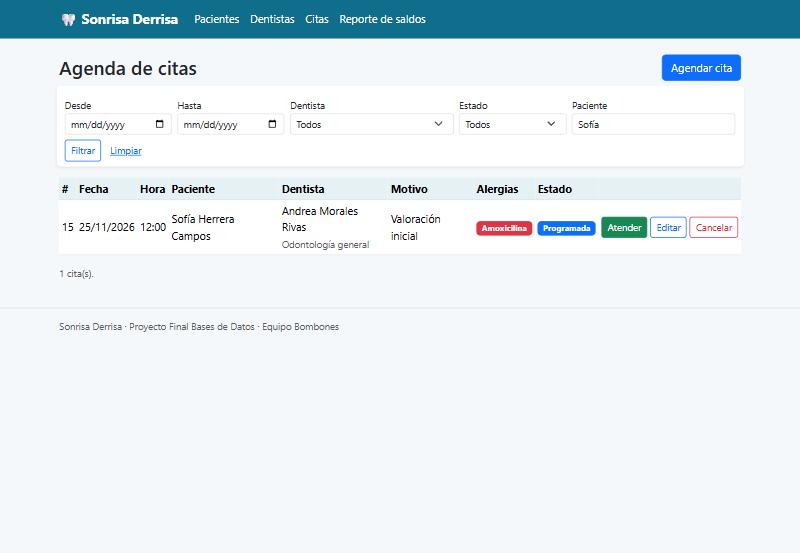 Sonrisa Derrisa Pacientes Dentistas Citas Reporte de saldos
Agenda de citas
Agendar cita
Desde Hasta Dentista Estado Paciente
mm/dd/yyyy mm/dd/yyyy Todos Todos Sofía
Filtrar Limpiar
# Fecha Hora Paciente Dentista Motivo Alergias Estado
15 25/11/2026 12:00 Sofía Herrera Campos Andrea Morales Rivas Odontología general Valoración inicial Amoxicilina Programada Atender Editar Cancelar
1 cita(s).
Sonrisa Derrisa · Proyecto Final Bases de Datos · Equipo Bombones